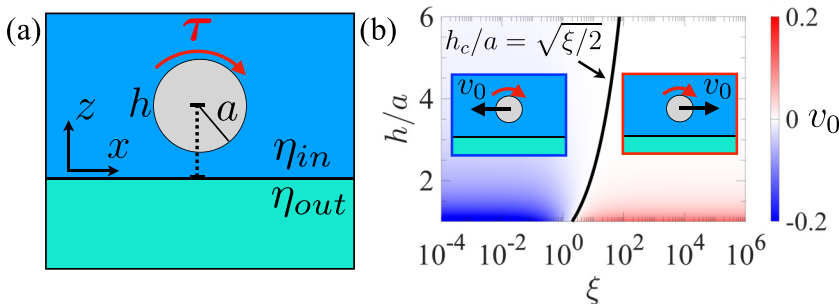 (a)
τ
h
a
z
x
η_in
η_out
(b)
h_c/a = √ξ/2
v_0
v_0
h/a
6
4
2
10^-4
10^-2
10^0
10^2
10^4
10^6
ξ
0.2
0
-0.2
v_0